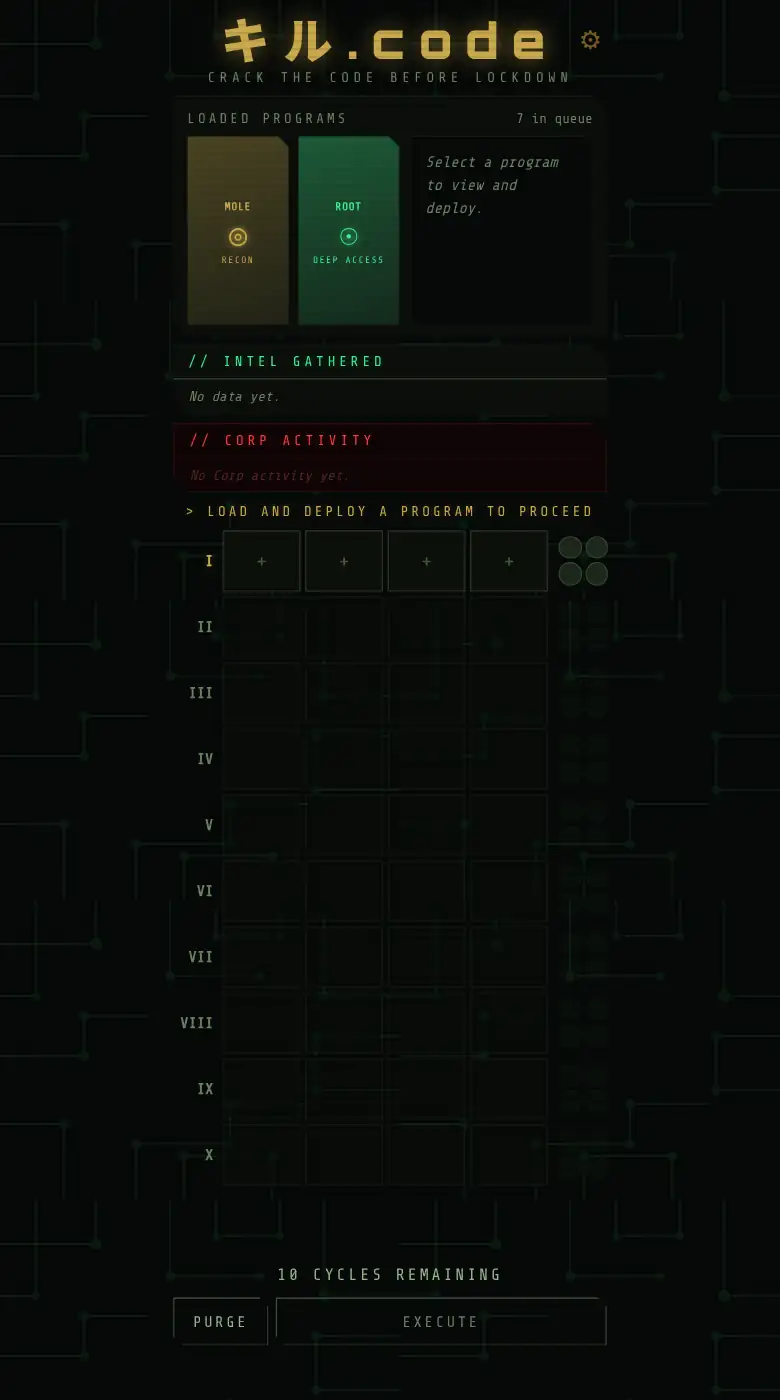 キル.code
CRACK THE CODE BEFORE LOCKDOWN
LOADED PROGRAMS
7 in queue
MOLE
RECON
ROOT
DEEP ACCESS
Select a program
to view and
deploy.
// INTEL GATHERED
No data yet.
// CORP ACTIVITY
No Corp activity yet.
> LOAD AND DEPLOY A PROGRAM TO PROCEED
I + + + +
II
III
IV
V
VI
VII
VIII
IX
X
10 CYCLES REMAINING
PURGE
EXECUTE